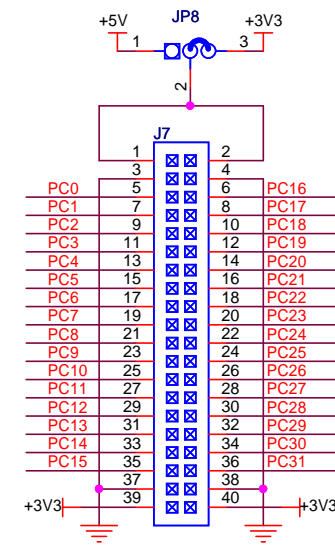 JP8
+5V +3V3
1 3
2
J7
1 2
3 4
PC0 5 6 PC16
PC1 7 8 PC17
PC2 9 10 PC18
PC3 11 12 PC19
PC4 13 14 PC20
PC5 15 16 PC21
PC6 17 18 PC22
PC7 19 20 PC23
PC8 21 22 PC24
PC9 23 24 PC25
PC10 25 26 PC26
PC11 27 28 PC27
PC12 29 30 PC28
PC13 31 32 PC29
PC14 33 34 PC30
PC15 35 36 PC31
37 38
+3V3 39 40 +3V3